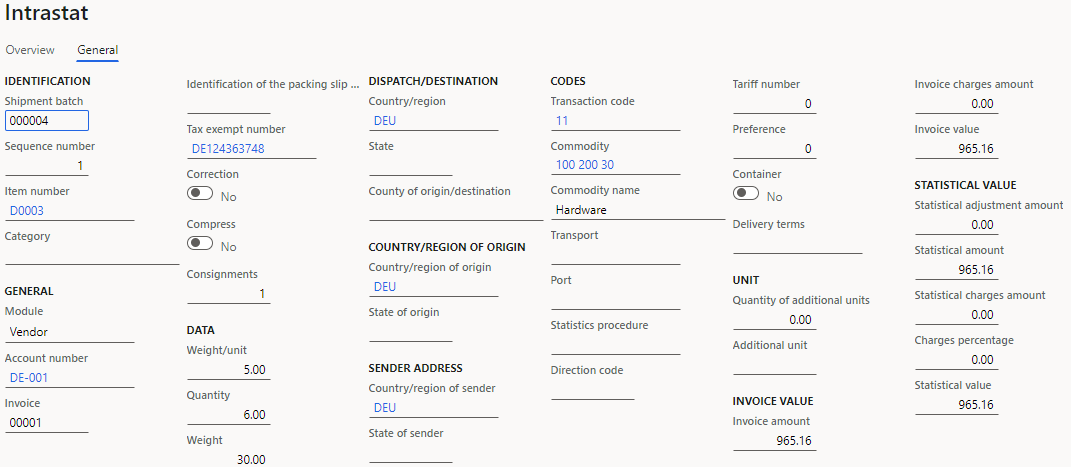 Intrastat
Overview
General
IDENTIFICATION
Shipment batch
000004
Sequence number
1
Item number
D0003
Category
GENERAL
Module
Vendor
Account number
DE-001
Invoice
00001
Identification of the packing slip ...
Tax exempt number
DE124363748
Correction
No
Compress
No
Consignments
1
DATA
Weight/unit
5.00
Quantity
6.00
Weight
30.00
DISPATCH/DESTINATION
Country/region
DEU
State
County of origin/destination
COUNTRY/REGION OF ORIGIN
Country/region of origin
DEU
State of origin
SENDER ADDRESS
Country/region of sender
DEU
State of sender
CODES
Transaction code
11
Commodity
100 200 30
Commodity name
Hardware
Transport
Port
Statistics procedure
Direction code
Tariff number
0
Preference
0
Container
No
Delivery terms
UNIT
Quantity of additional units
0.00
Additional unit
INVOICE VALUE
Invoice amount
965.16
Invoice charges amount
0.00
Invoice value
965.16
STATISTICAL VALUE
Statistical adjustment amount
0.00
Statistical amount
965.16
Statistical charges amount
0.00
Charges percentage
0.00
Statistical value
965.16